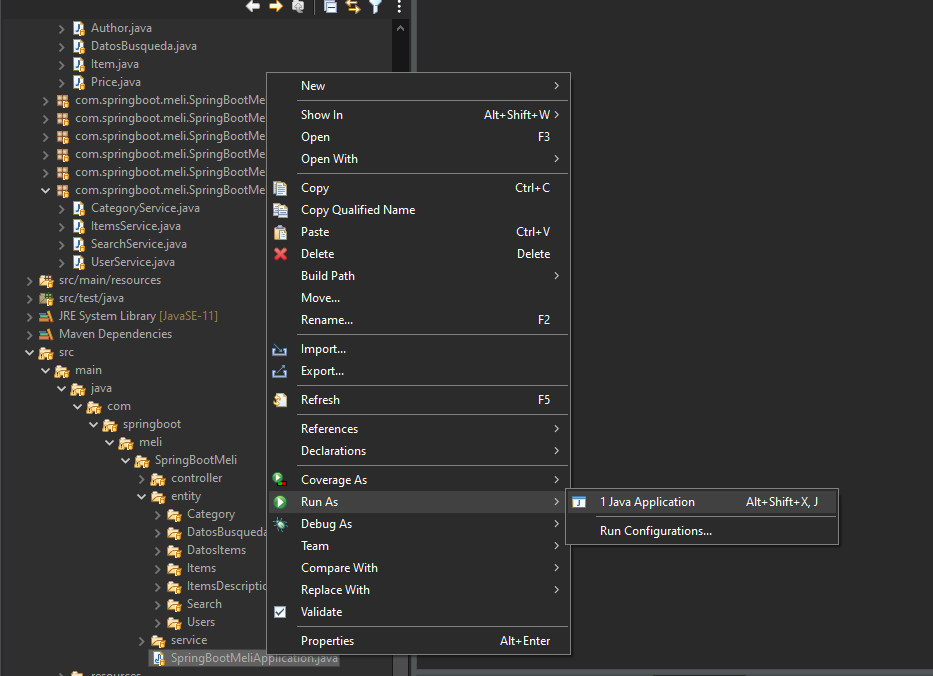 Author.java
DatosBusqueda.java
Item.java
Price.java
com.springboot.meli.SpringBootMe
com.springboot.meli.SpringBootMe
com.springboot.meli.SpringBootMe
com.springboot.meli.SpringBootMe
com.springboot.meli.SpringBootMe
com.springboot.meli.SpringBootMe
CategoryService.java
ItemsService.java
SearchService.java
UserService.java
src/main/resources
src/test/java
JRE System Library [JavaSE-11]
Maven Dependencies
src
main
java
com
springboot
meli
SpringBootMeli
controller
entity
Category
DatosBusqueda
DatosItems
Items
ItemsDescriptio
Search
Users
service
SpringBootMeliApplication.java
resources
New
Show In Alt+Shift+W
Open F3
Open With
Copy Ctrl+C
Copy Qualified Name
Paste Ctrl+V
Delete Delete
Build Path
Move...
Rename... F2
Import...
Export...
Refresh F5
References
Declarations
Coverage As
Run As
Debug As
Team
Compare With
Replace With
Validate
Properties Alt+Enter
1 Java Application Alt+Shift+X, J
Run Configurations...